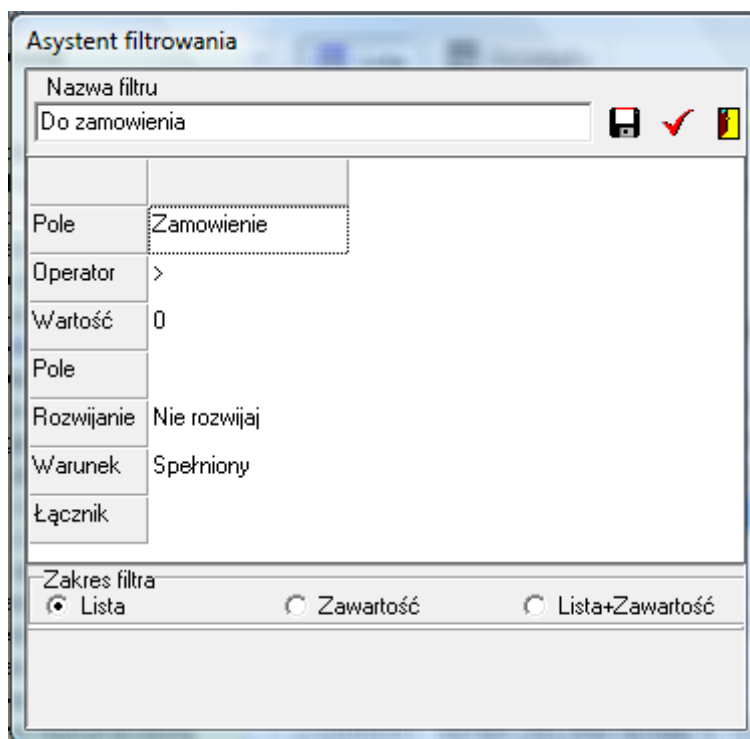 Asystent filtrowania
Nazwa filtru
Do zamowienia
Pole Zamowienie
Operator >
Wartość 0
Pole
Rozwijanie Nie rozwijaj
Warunek Spełniony
Łącznik
Zakres filtra
Lista Zawartość Lista+Zawartość